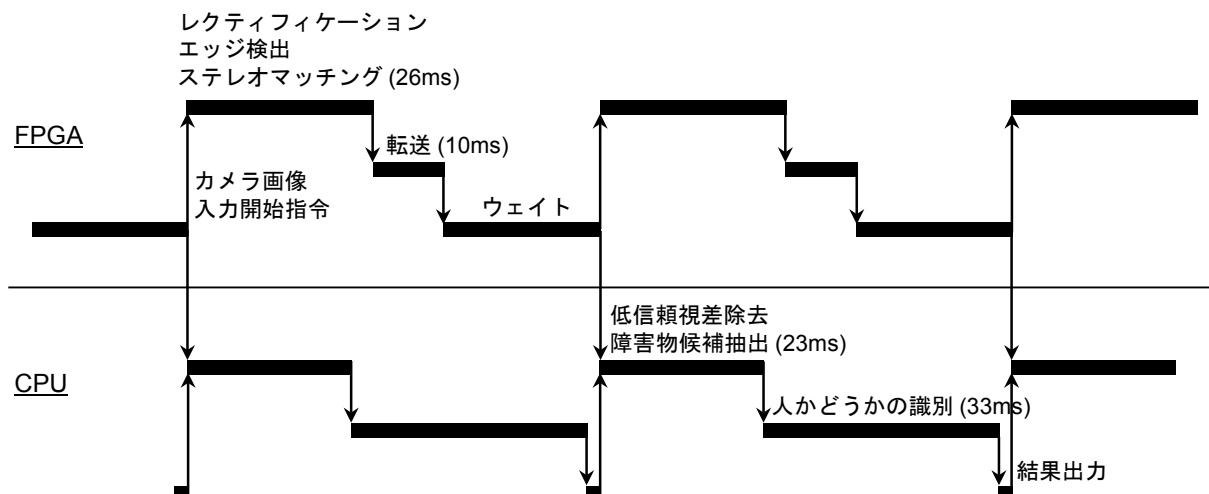 レクティフィケーション
エッジ検出
ステレオマッチング (26ms)
FPGA
転送 (10ms)
カメラ画像
入力開始指令
ウェイト
低信頼視差除去
障害物候補抽出 (23ms)
CPU
人かどうかの識別 (33ms)
結果出力